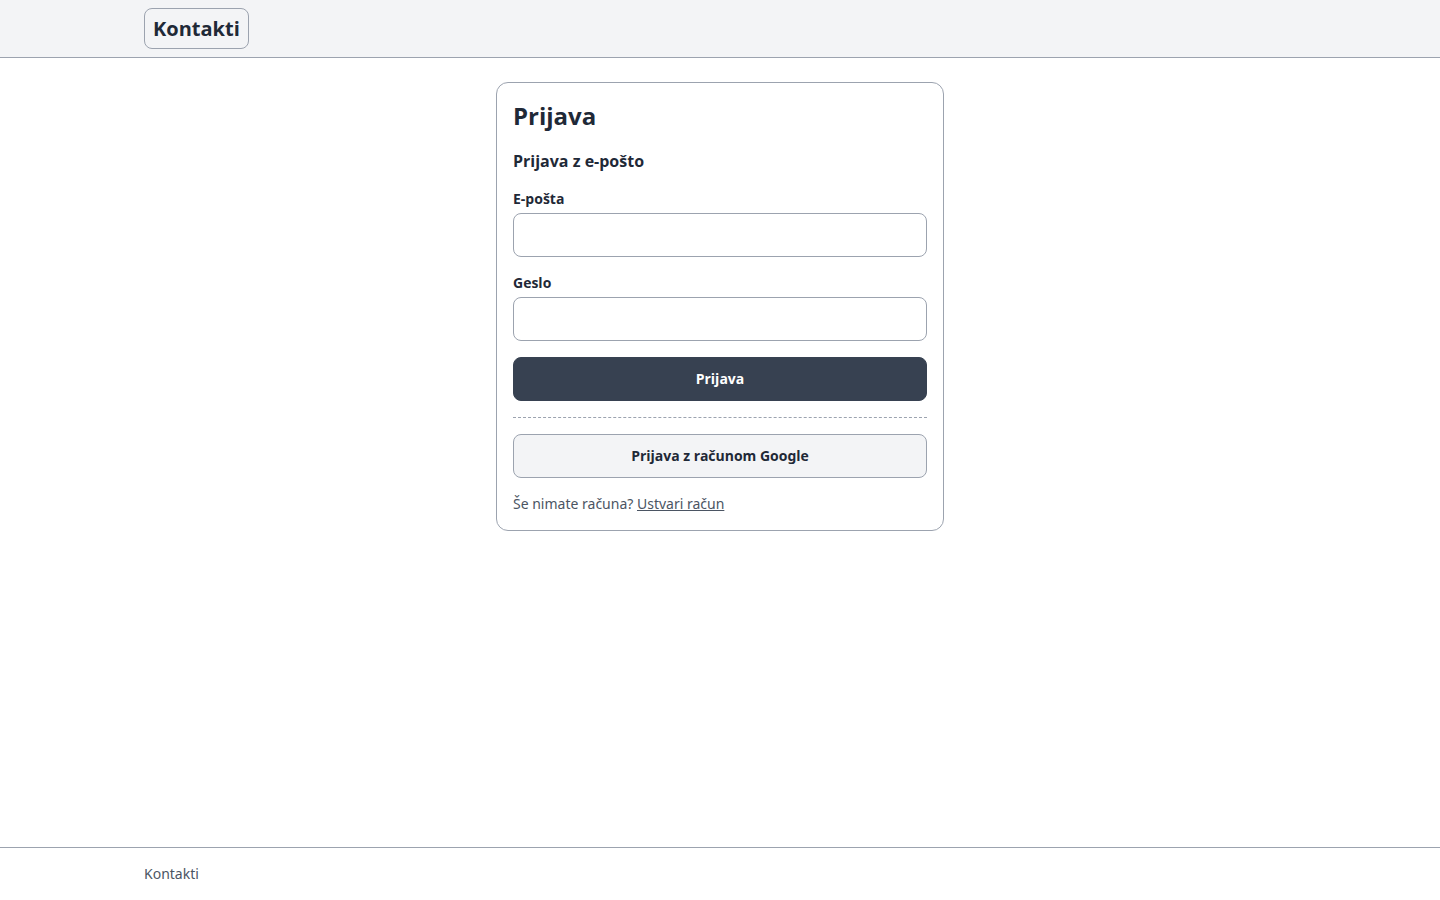 Kontakti
Prijava
Prijava z e-pošto
E-pošta
Geslo
Prijava
Prijava z računom Google
Še nimate računa? Ustvari račun
Kontakti